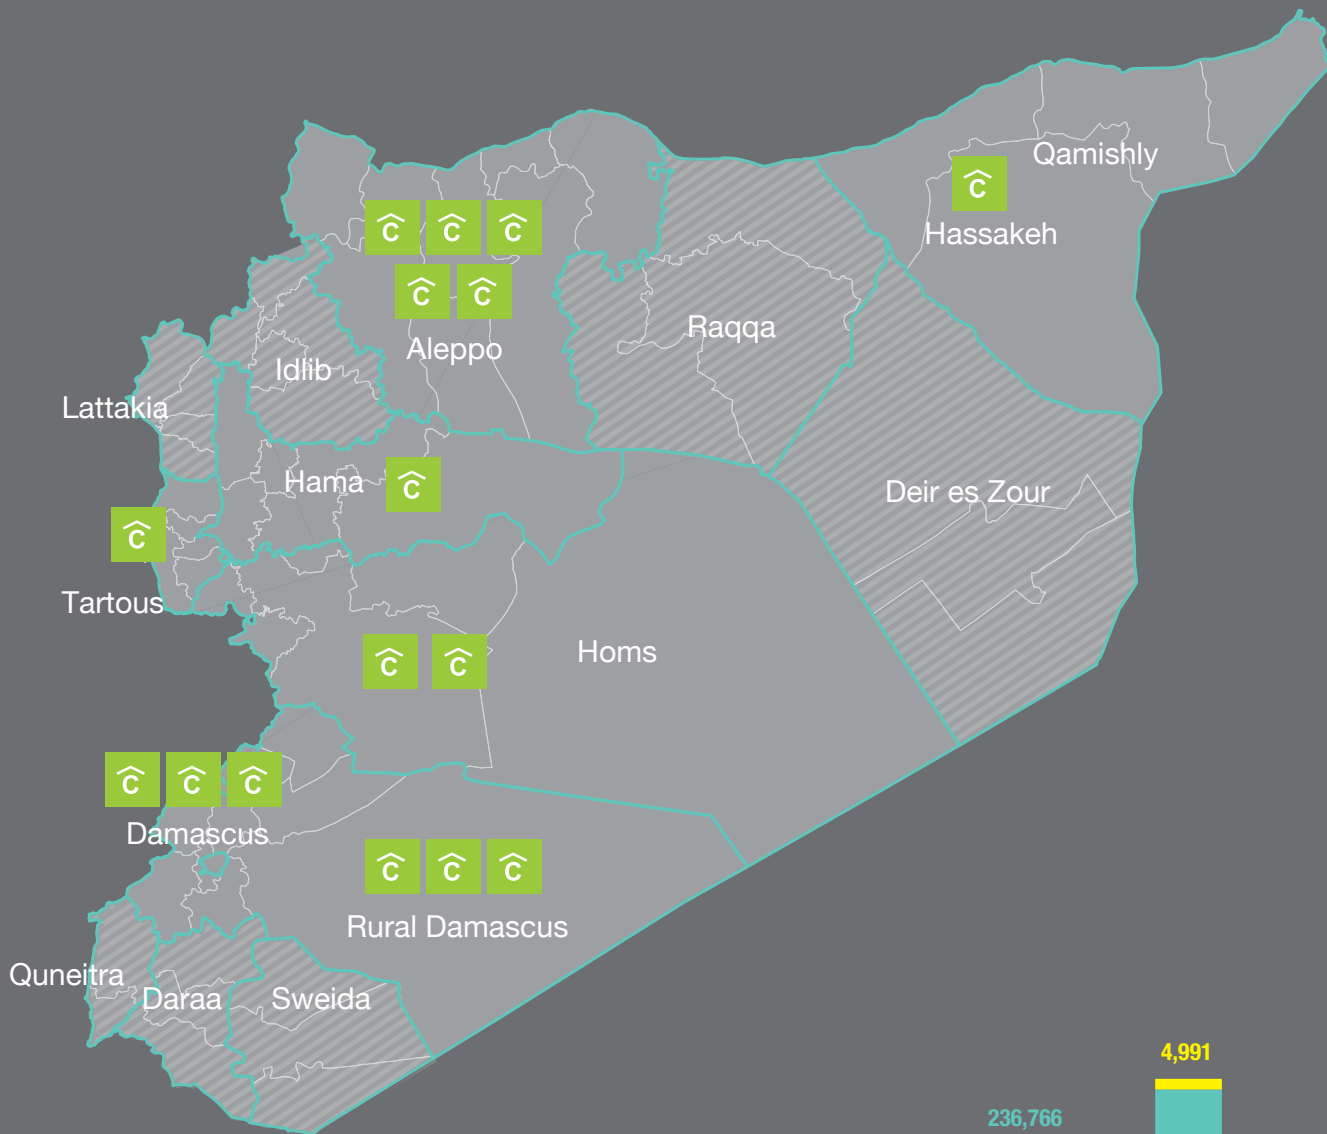 Qamishly
C
Hassakeh
C C C
C C
Aleppo
Raqqa
Idlib
Lattakia
Hama
C
Deir es Zour
C
Tartous
C C
Homs
C C C
Damascus
C C C
Rural Damascus
Quneitra
Daraa
Sweida
4,991
236,766